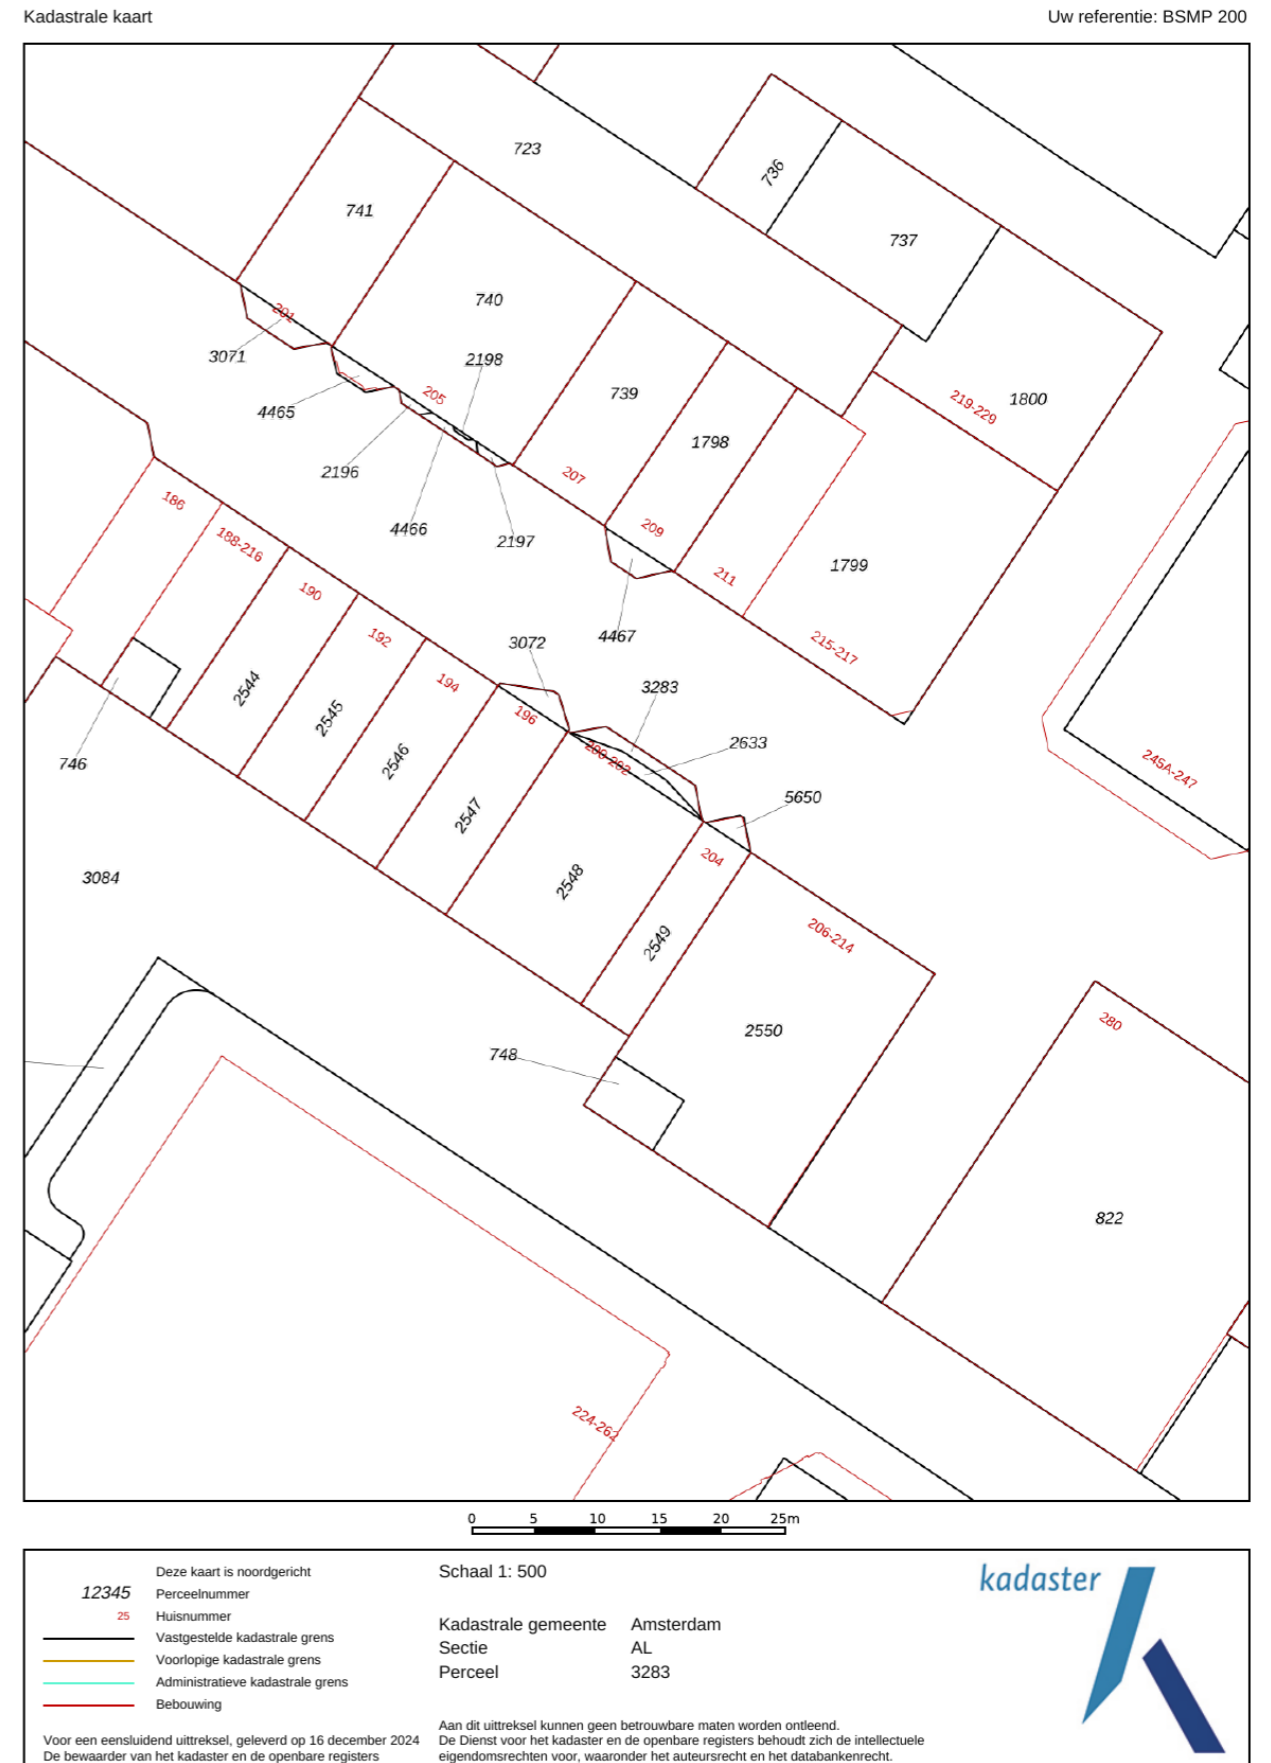 Kadastrale kaart
Uw referentie: BSMP 200
723
736
741
737
740
201
3071
2198
739
219-229
1800
4465
205
1798
2196
207
186
4466
2197
209
188-216
1799
211
190
192
3072
4467
215-217
194
3283
2544
196
2545
2633
200-202
746
2546
245A-247
5650
2547
204
3084
2548
206-214
2549
280
2550
748
822
224-262
0 5 10 15 20 25m
Deze kaart is noordgericht
12345 Perceelnummer
25 Huisnummer
Vastgestelde kadastrale grens
Voorlopige kadastrale grens
Administratieve kadastrale grens
Bebouwing
Voor een eensluidend uittreksel, geleverd op 16 december 2024
De bewaarder van het kadaster en de openbare registers
Schaal 1: 500
Kadastrale gemeente Amsterdam
Sectie AL
Perceel 3283
Aan dit uittreksel kunnen geen betrouwbare maten worden ontleend.
De Dienst voor het kadaster en de openbare registers behoudt zich de intellectuele
eigendomsrechten voor, waaronder het auteursrecht en het databankenrecht.
kadaster